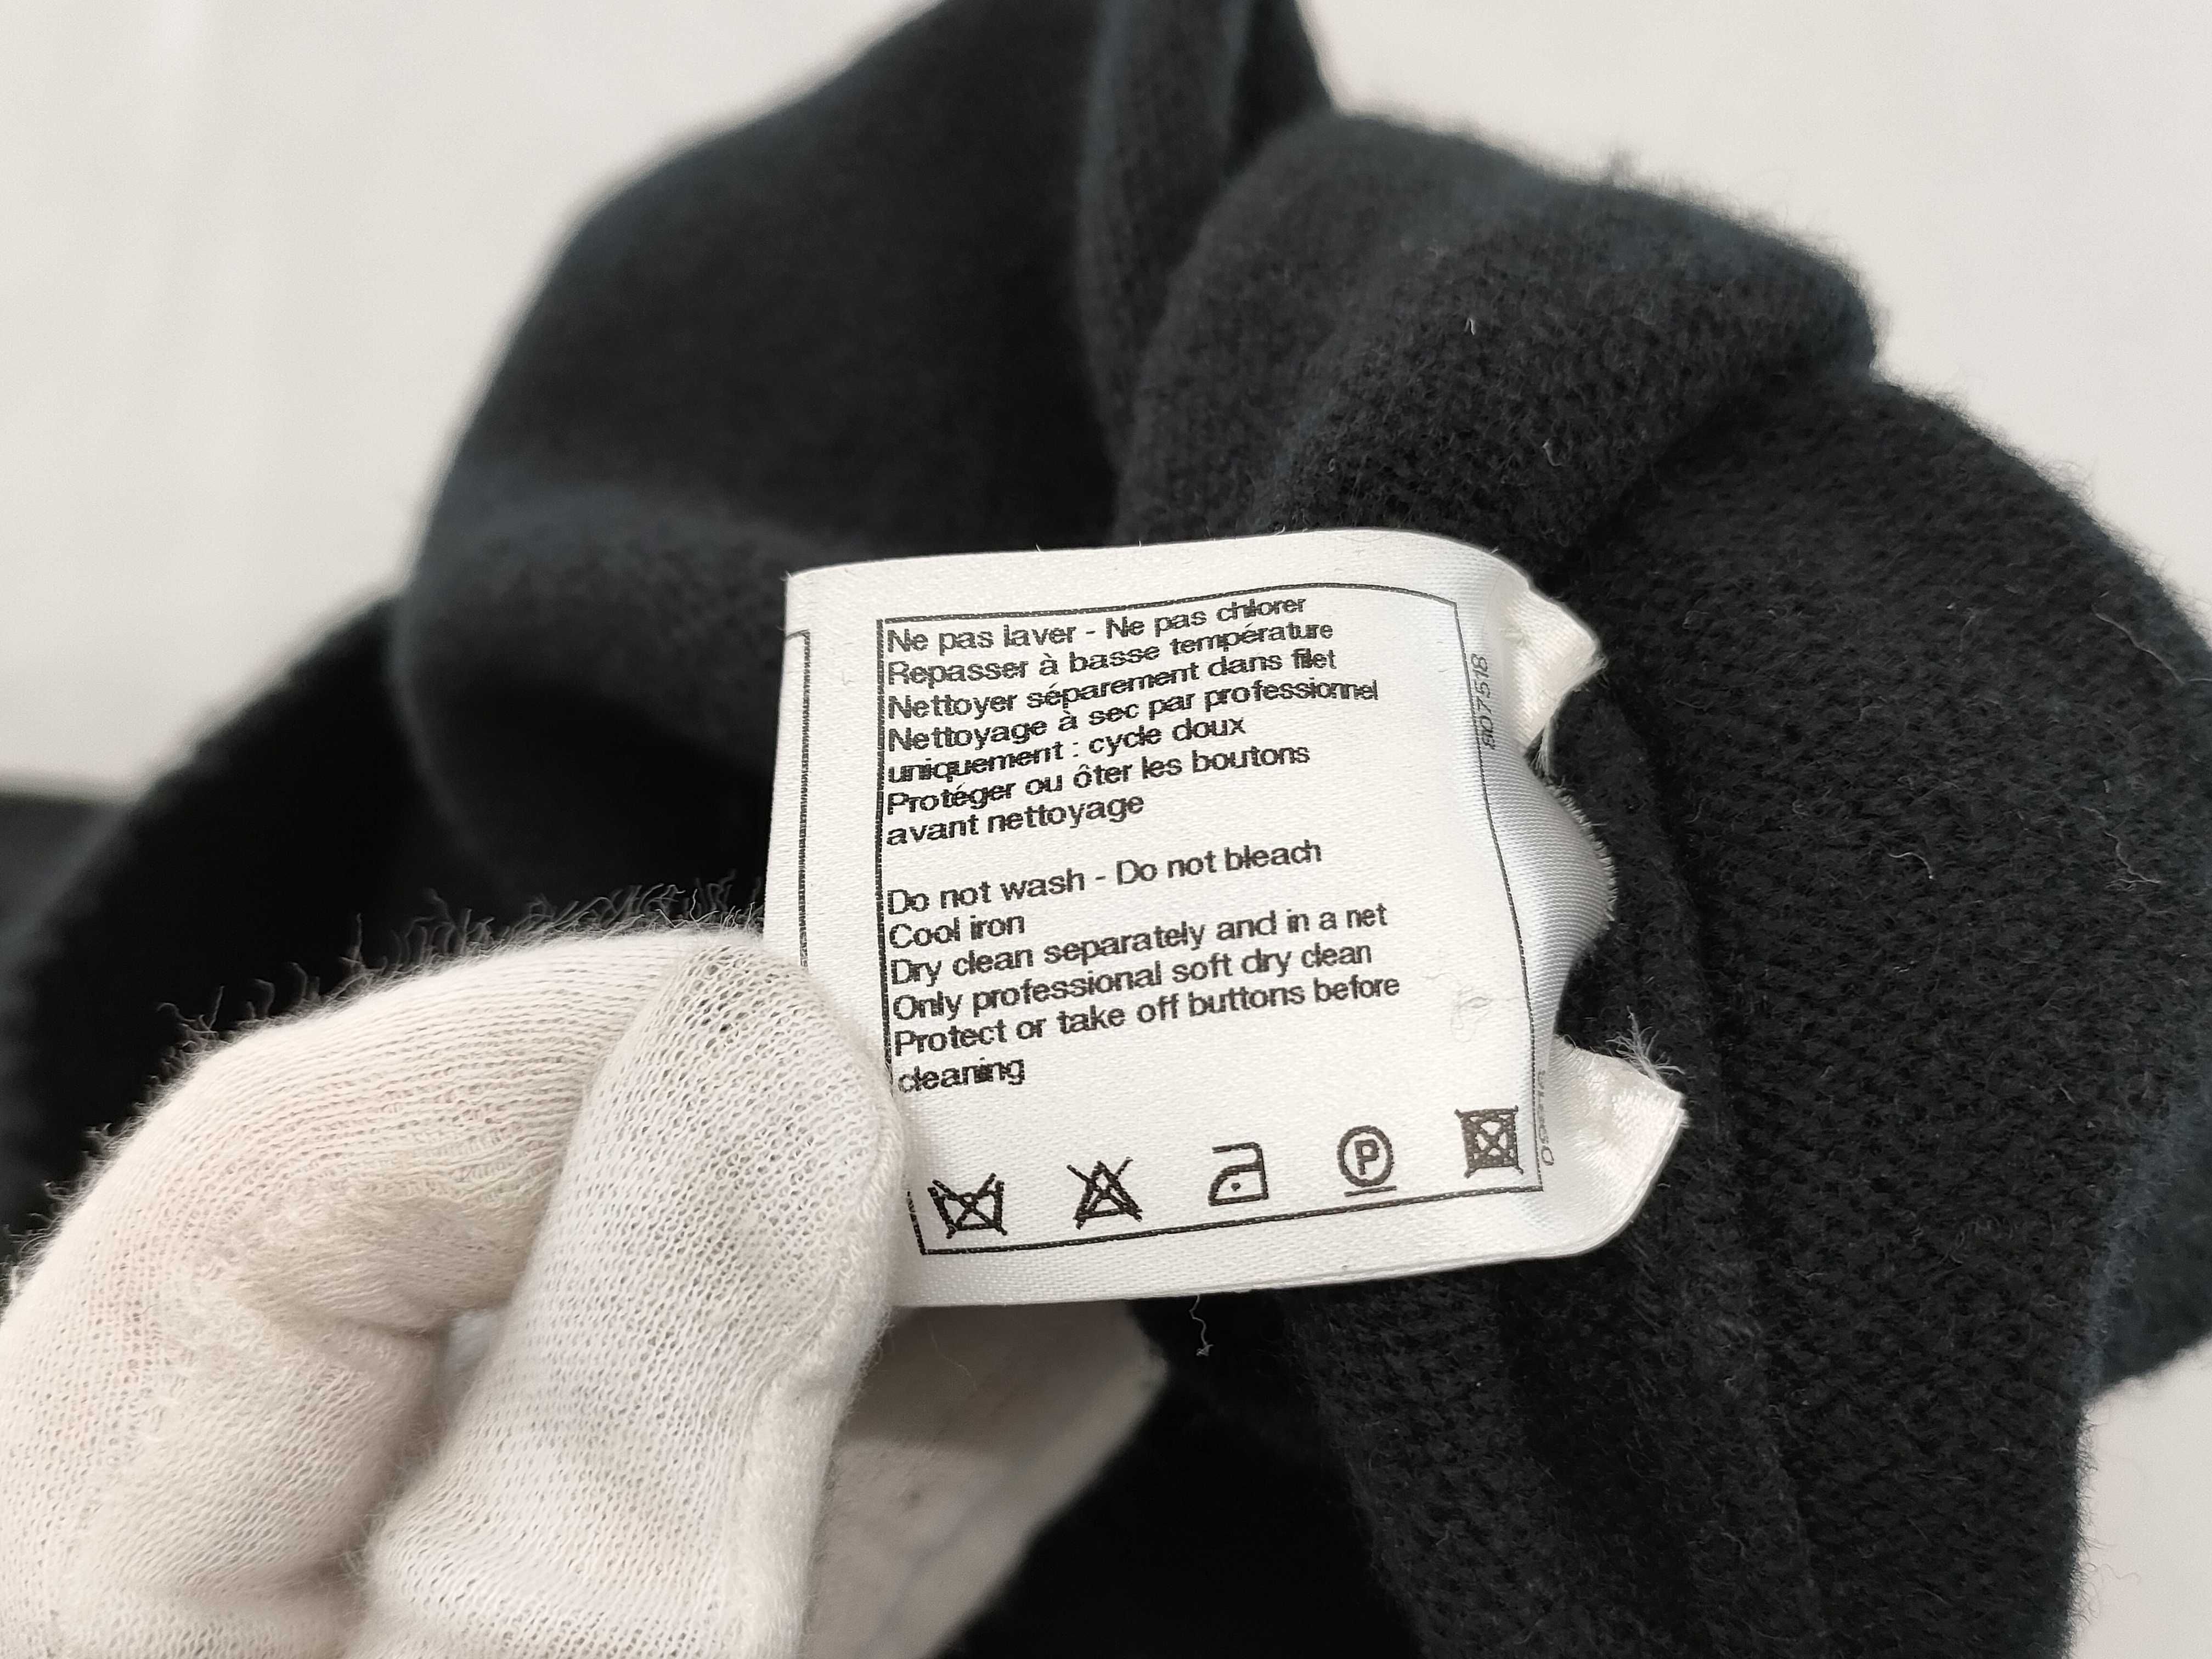 Ne pas laver - Ne pas chlorer
Repasser à basse température
Nettoyer séparement dans filet
Nettoyage à sec par professionnel
uniquement : cycle doux
Protéger ou ôter les boutons
avant nettoyage
Do not wash - Do not bleach
Cool iron
Dry clean separately and in a net
Only professional soft dry clean
Protect or take off buttons before
cleaning
P
807518